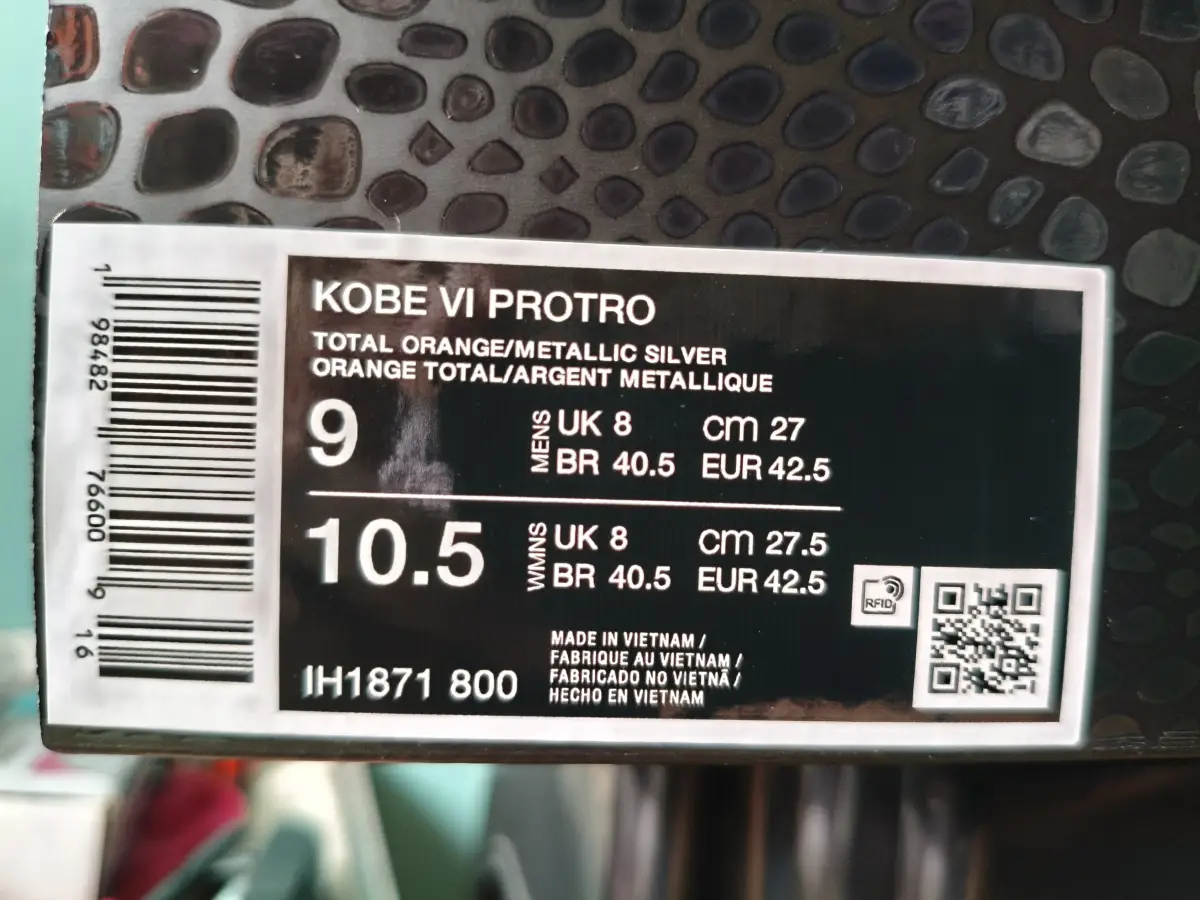 1 98482 76600 9 16
KOBE VI PROTRO
TOTAL ORANGE/METALLIC SILVER
ORANGE TOTAL/ARGENT METALLIQUE
9
MENS
UK 8 CM 27
BR 40.5 EUR 42.5
10.5
WMNS
UK 8 CM 27.5
BR 40.5 EUR 42.5
RFID
IH1871 800
MADE IN VIETNAM /
FABRIQUE AU VIETNAM /
FABRICADO NO VIETNÃ /
HECHO EN VIETNAM